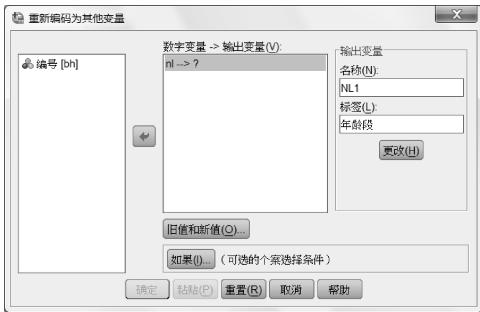 重新编码为其他变量
X
编号 [bh]
数字变量 -> 输出变量(V):
nl --> ?
输出变量
名称(N):
NL1
标签(L):
年龄段
更改(H)
旧值和新值(O)...
如果(I)... (可选的个案选择条件)
确定 粘贴(P) 重置(R) 取消 帮助